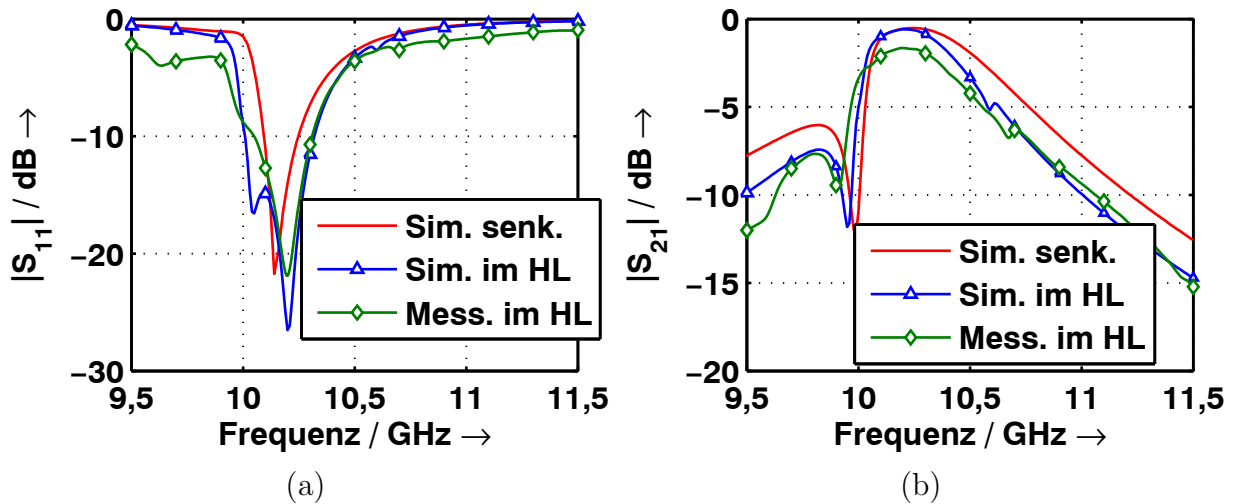 0
−10
−20
−30
|S11| / dB →
9,5
10
10,5
11
11,5
Frequenz / GHz →
Sim. senk.
Sim. im HL
Mess. im HL
(a)
0
−5
−10
−15
−20
|S21| / dB →
9,5
10
10,5
11
11,5
Frequenz / GHz →
Sim. senk.
Sim. im HL
Mess. im HL
(b)